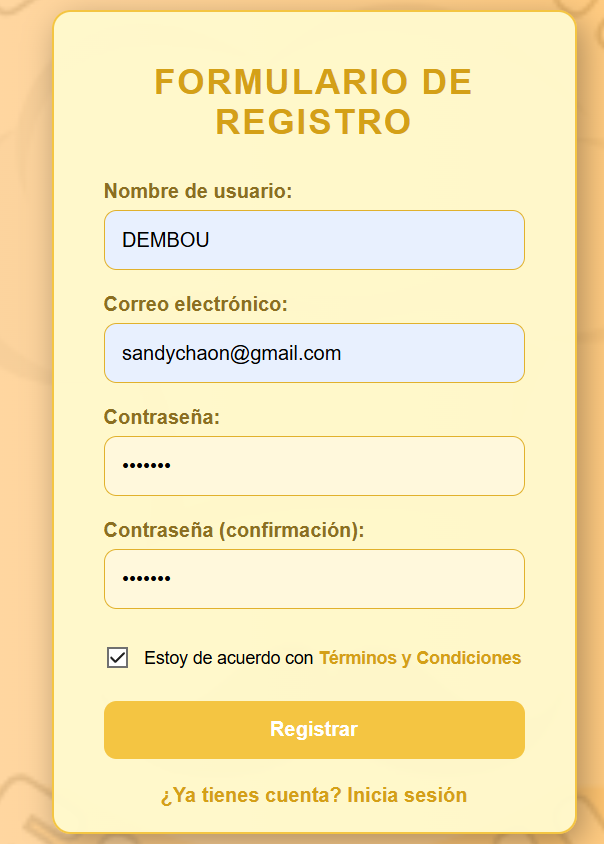 FORMULARIO DE
REGISTRO
Nombre de usuario:
DEMBOU
Correo electrónico:
sandychaon@gmail.com
Contraseña:
•••••••
Contraseña (confirmación):
•••••••
Estoy de acuerdo con Términos y Condiciones
Registrar
¿Ya tienes cuenta? Inicia sesión